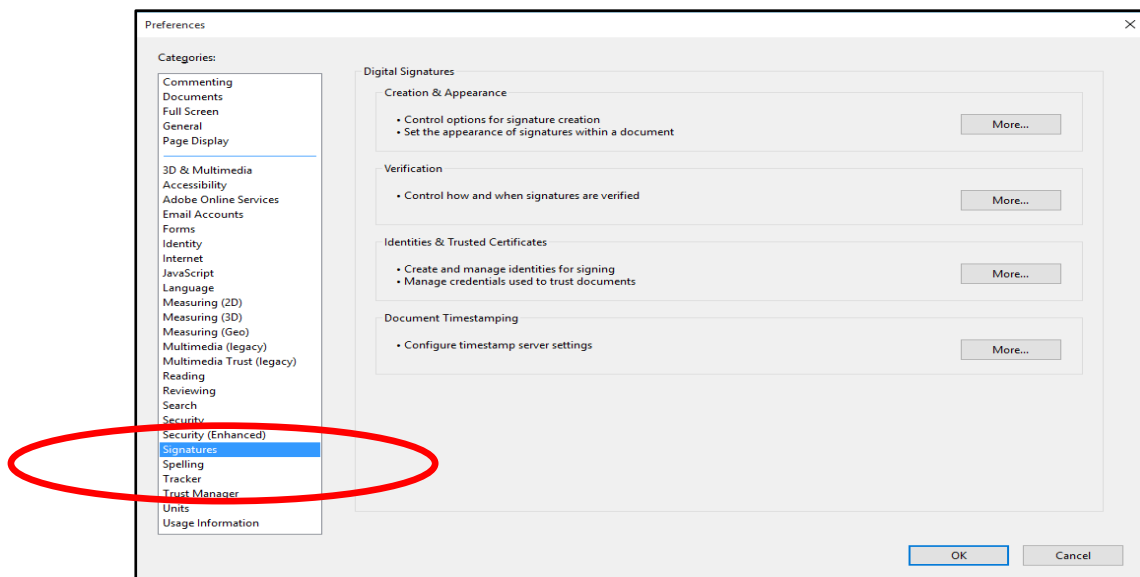 Preferences
Categories:
Commenting
Documents
Full Screen
General
Page Display
3D & Multimedia
Accessibility
Adobe Online Services
Email Accounts
Forms
Identity
Internet
JavaScript
Language
Measuring (2D)
Measuring (3D)
Measuring (Geo)
Multimedia (legacy)
Multimedia Trust (legacy)
Reading
Reviewing
Search
Security
Security (Enhanced)
Signatures
Spelling
Tracker
Trust Manager
Units
Usage Information
Digital Signatures
Creation & Appearance
• Control options for signature creation
• Set the appearance of signatures within a document
More...
Verification
• Control how and when signatures are verified
More...
Identities & Trusted Certificates
• Create and manage identities for signing
• Manage credentials used to trust documents
More...
Document Timestamping
• Configure timestamp server settings
More...
OK
Cancel